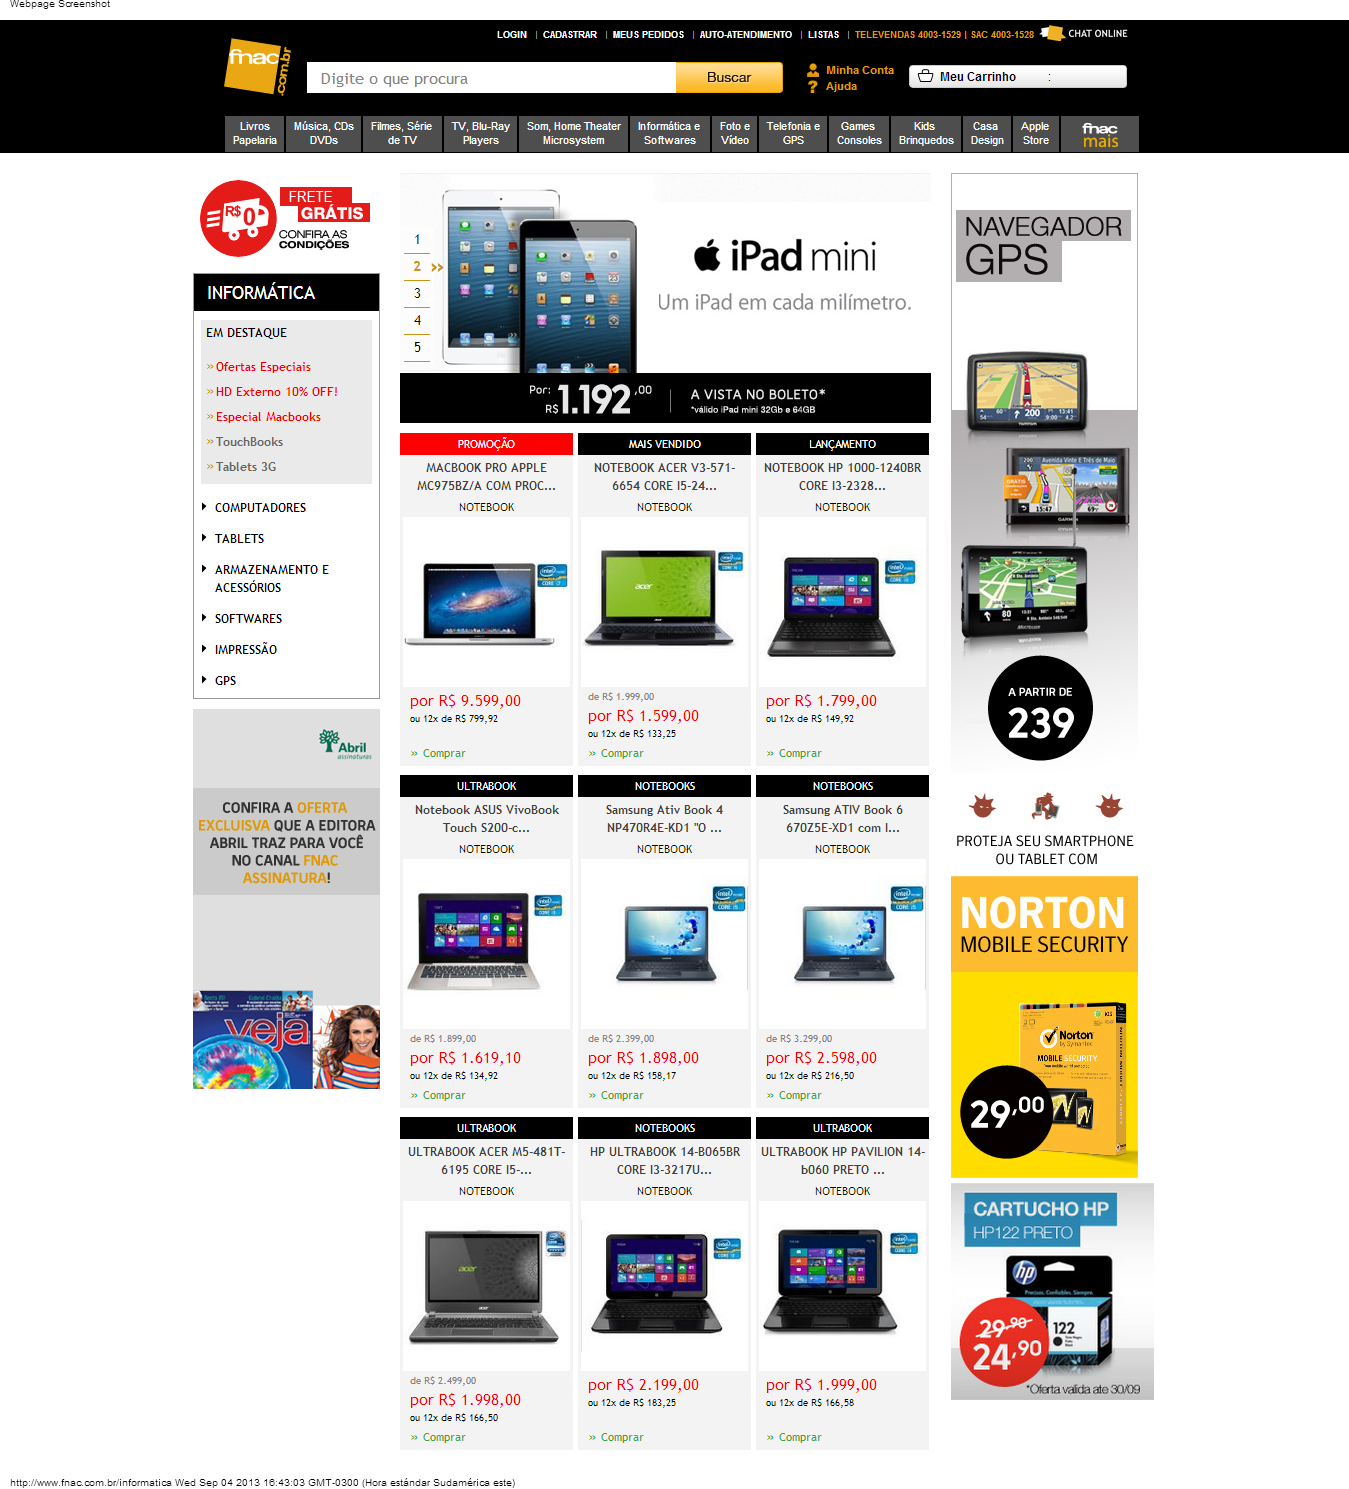 Webpage Screenshot
LOGIN | CADASTRAR | MEUS PEDIDOS | AUTO-ATENDIMENTO | LISTAS | TELEVENDAS 4003-1529 | SAC 4003-1528 CHAT ONLINE
fnac.com.br
Digite o que procura
Buscar
Minha Conta
Ajuda
Meu Carrinho :
Livros Papelaria
Música, CDs DVDs
Filmes, Série de TV
TV, Blu-Ray Players
Som, Home Theater Microsystem
Informática e Softwares
Foto e Vídeo
Telefonia e GPS
Games Consoles
Kids Brinquedos
Casa Design
Apple Store
fnac mais
R$0
FRETE
GRÁTIS
CONFIRA AS
CONDIÇÕES
INFORMÁTICA
EM DESTAQUE
» Ofertas Especiais
» HD Externo 10% OFF!
» Especial Macbooks
» TouchBooks
» Tablets 3G
COMPUTADORES
TABLETS
ARMAZENAMENTO E
ACESSÓRIOS
SOFTWARES
IMPRESSÃO
GPS
Abril
assinaturas
CONFIRA A OFERTA
EXCLUISVA QUE A EDITORA
ABRIL TRAZ PARA VOCÊ
NO CANAL FNAC
ASSINATURA!
veja
1
2 »
3
4
5
iPad mini
Um iPad em cada milímetro.
Por: R$ 1.192,00
A VISTA NO BOLETO*
*válido iPad mini 32Gb e 64GB
PROMOÇÃO
MACBOOK PRO APPLE
MC975BZ/A COM PROC...
NOTEBOOK
por R$ 9.599,00
ou 12x de R$ 799,92
» Comprar
MAIS VENDIDO
NOTEBOOK ACER V3-571-
6654 CORE I5-24...
NOTEBOOK
de R$ 1.999,00
por R$ 1.599,00
ou 12x de R$ 133,25
» Comprar
LANÇAMENTO
NOTEBOOK HP 1000-1240BR
CORE I3-2328...
NOTEBOOK
por R$ 1.799,00
ou 12x de R$ 149,92
» Comprar
ULTRABOOK
Notebook ASUS VivoBook
Touch S200-c...
NOTEBOOK
de R$ 1.899,00
por R$ 1.619,10
ou 12x de R$ 134,92
» Comprar
NOTEBOOKS
Samsung Ativ Book 4
NP470R4E-KD1 "O ...
NOTEBOOK
de R$ 2.399,00
por R$ 1.898,00
ou 12x de R$ 158,17
» Comprar
NOTEBOOKS
Samsung ATIV Book 6
670Z5E-XD1 com I...
NOTEBOOK
de R$ 3.299,00
por R$ 2.598,00
ou 12x de R$ 216,50
» Comprar
ULTRABOOK
ULTRABOOK ACER M5-481T-
6195 CORE I5-...
NOTEBOOK
de R$ 2.499,00
por R$ 1.998,00
ou 12x de R$ 166,50
» Comprar
NOTEBOOKS
HP ULTRABOOK 14-B065BR
CORE I3-3217U...
NOTEBOOK
por R$ 2.199,00
ou 12x de R$ 183,25
» Comprar
ULTRABOOK
ULTRABOOK HP PAVILION 14-
b060 PRETO ...
NOTEBOOK
por R$ 1.999,00
ou 12x de R$ 166,58
» Comprar
NAVEGADOR
GPS
A PARTIR DE
239
PROTEJA SEU SMARTPHONE
OU TABLET COM
NORTON
MOBILE SECURITY
Norton
by Symantec
MOBILE SECURITY
29,00
CARTUCHO HP
HP122 PRETO
hp
122
29,90
24,90
*Oferta valida ate 30/09
http://www.fnac.com.br/informatica Wed Sep 04 2013 16:43:03 GMT-0300 (Hora estándar Sudamérica este)